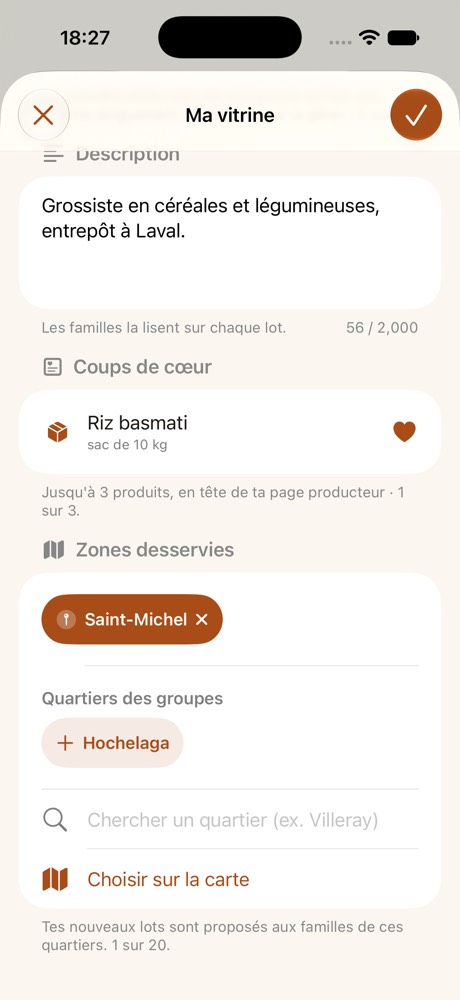 18:27
Ma vitrine
Description
Grossiste en céréales et légumineuses,
entrepôt à Laval.
Les familles la lisent sur chaque lot.
56 / 2,000
Coups de cœur
Riz basmati
sac de 10 kg
Jusqu'à 3 produits, en tête de ta page producteur · 1
sur 3.
Zones desservies
Saint-Michel
Quartiers des groupes
Hochelaga
Chercher un quartier (ex. Villeray)
Choisir sur la carte
Tes nouveaux lots sont proposés aux familles de ces
quartiers. 1 sur 20.